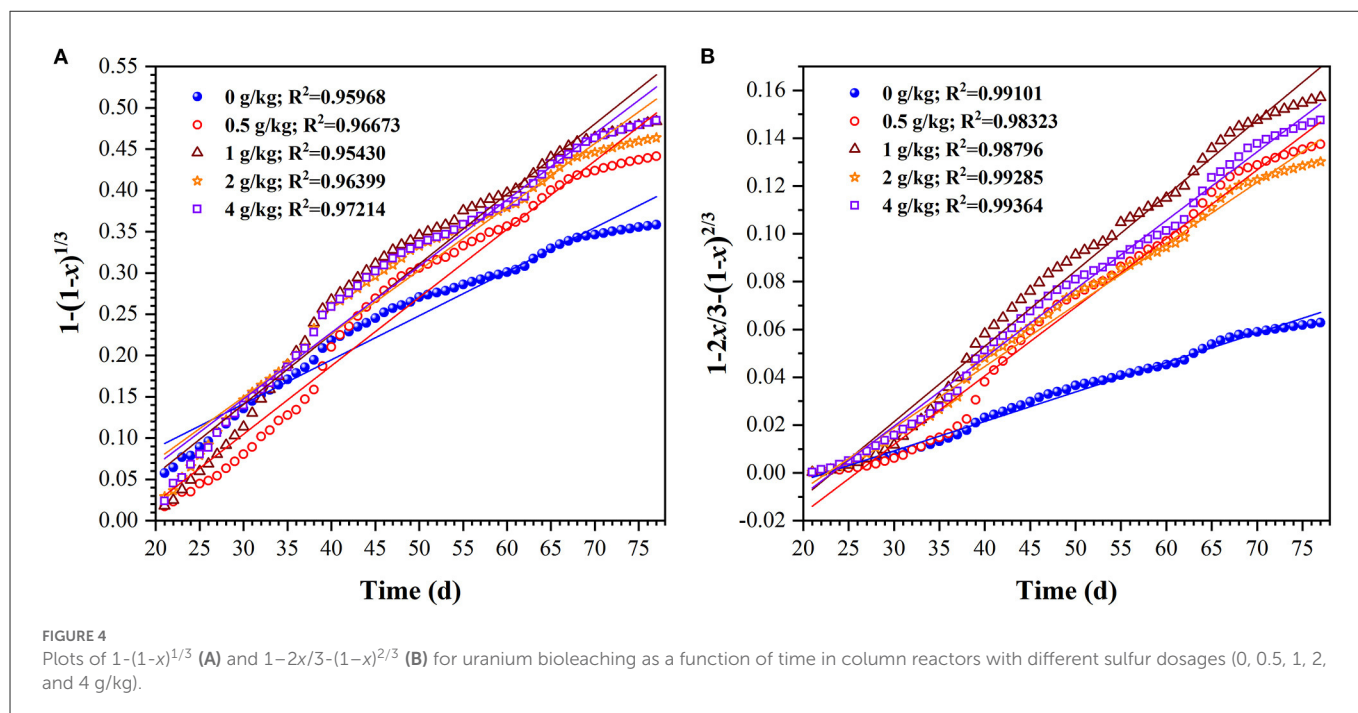 A
1-(1-x)^{1/3}
0.55
0.50
0.45
0.40
0.35
0.30
0.25
0.20
0.15
0.10
0.05
0.00
0 g/kg; R²=0.95968
0.5 g/kg; R²=0.96673
1 g/kg; R²=0.95430
2 g/kg; R²=0.96399
4 g/kg; R²=0.97214
20 25 30 35 40 45 50 55 60 65 70 75
Time (d)
B
1-2x/3-(1-x)^{2/3}
0.16
0.14
0.12
0.10
0.08
0.06
0.04
0.02
0.00
-0.02
0 g/kg; R²=0.99101
0.5 g/kg; R²=0.98323
1 g/kg; R²=0.98796
2 g/kg; R²=0.99285
4 g/kg; R²=0.99364
20 25 30 35 40 45 50 55 60 65 70 75
Time (d)
FIGURE 4
Plots of 1-(1-x)^{1/3} (A) and 1−2x/3-(1−x)^{2/3} (B) for uranium bioleaching as a function of time in column reactors with different sulfur dosages (0, 0.5, 1, 2,
and 4 g/kg).